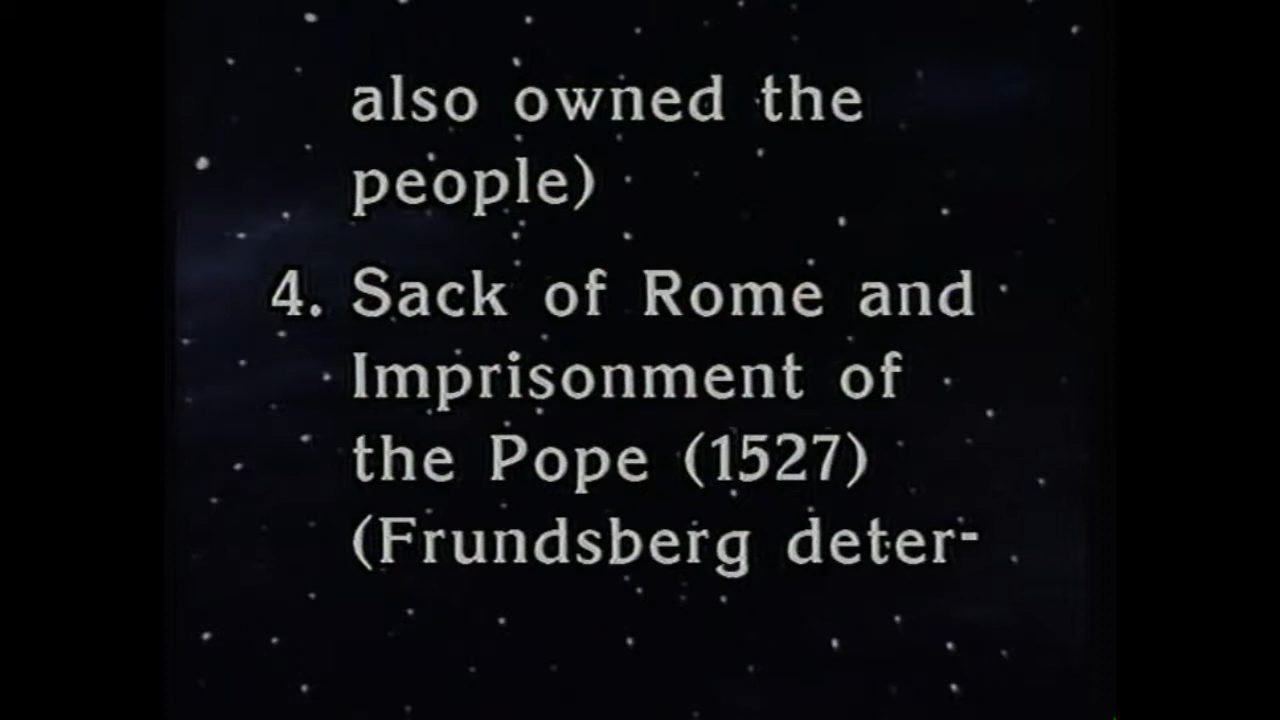 also owned the
people)
4. Sack of Rome and
Imprisonment of
the Pope (1527)
(Frundsberg deter-